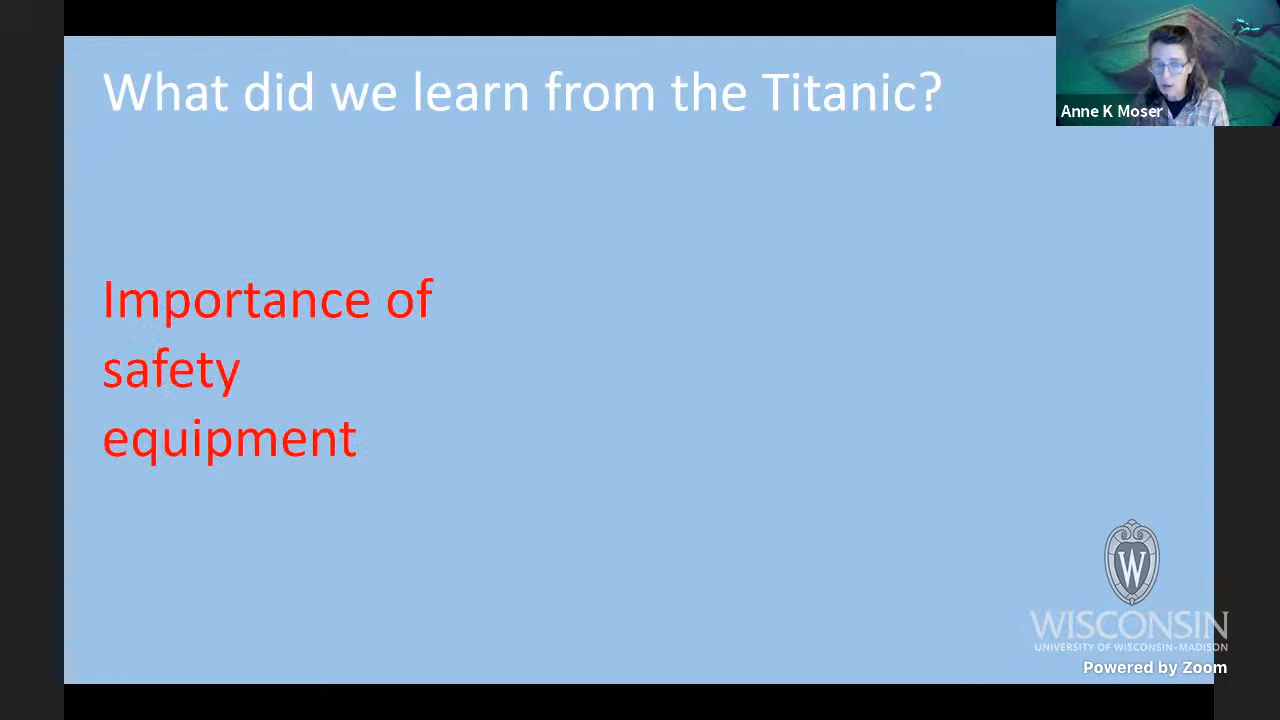 What did we learn from the Titanic?
Anne K Moser
Importance of
safety
equipment
W
WISCONSIN
UNIVERSITY OF WISCONSIN–MADISON
Powered by Zoom